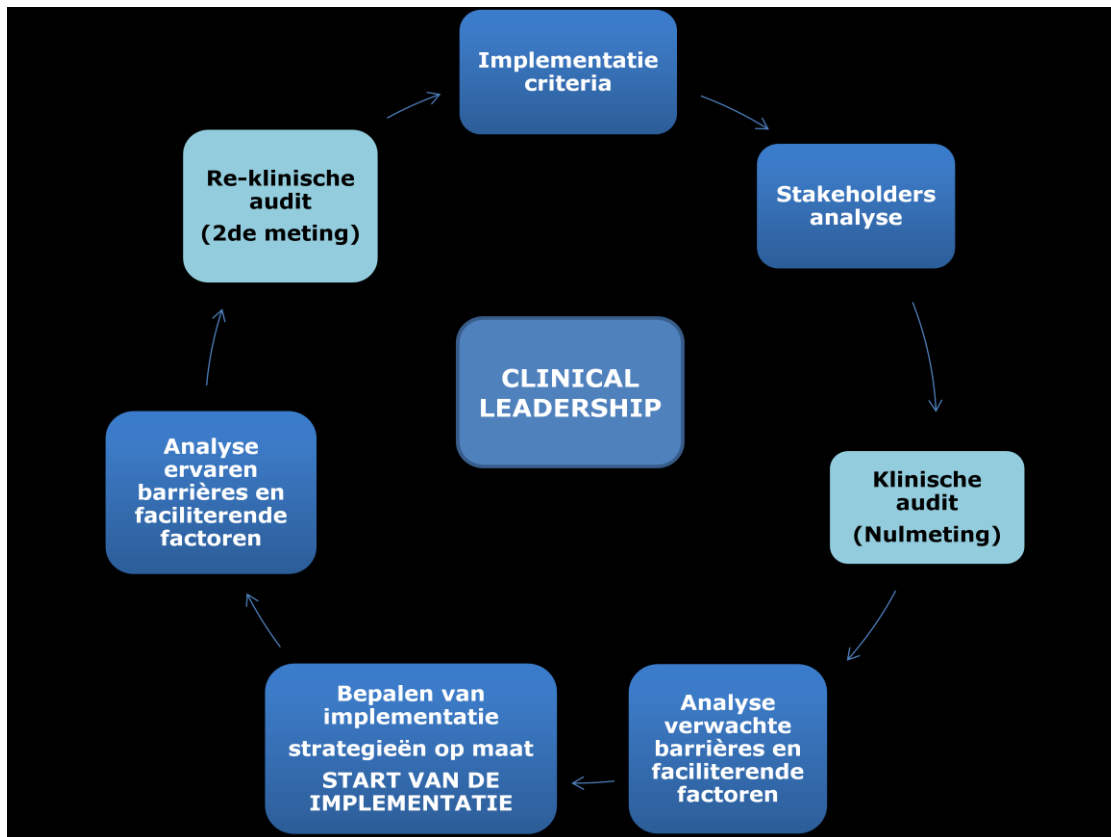 Implementatie
criteria
Stakeholders
analyse
Klinische
audit
(Nulmeting)
Analyse
verwachte
barrières en
faciliterende
factoren
Bepalen van
implementatie
strategieën op maat
START VAN DE
IMPLEMENTATIE
Analyse
ervaren
barrières en
faciliterende
factoren
Re-klinische
audit
(2de meting)
CLINICAL
LEADERSHIP